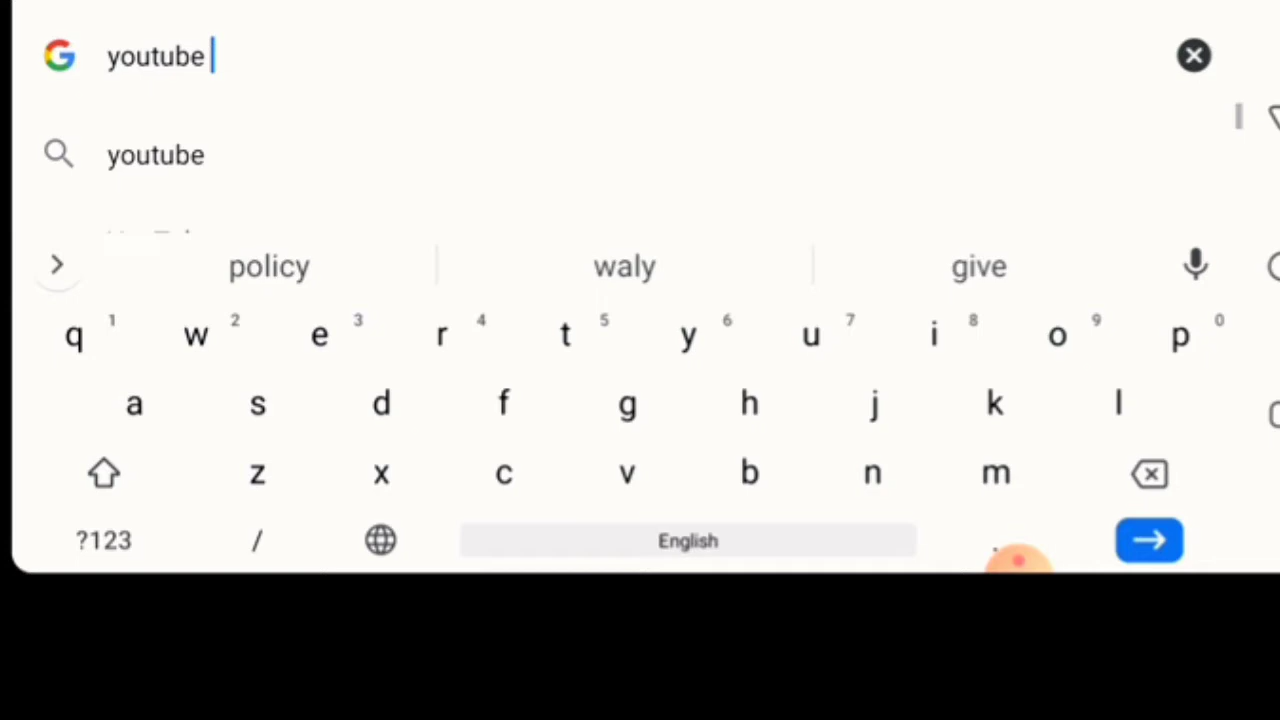 youtube
youtube
policy waly give
q 1 w 2 e 3 r 4 t 5 y 6 u 7 i 8 o 9 p 0
a s d f g h j k l
z x c v b n m
?123 / English .